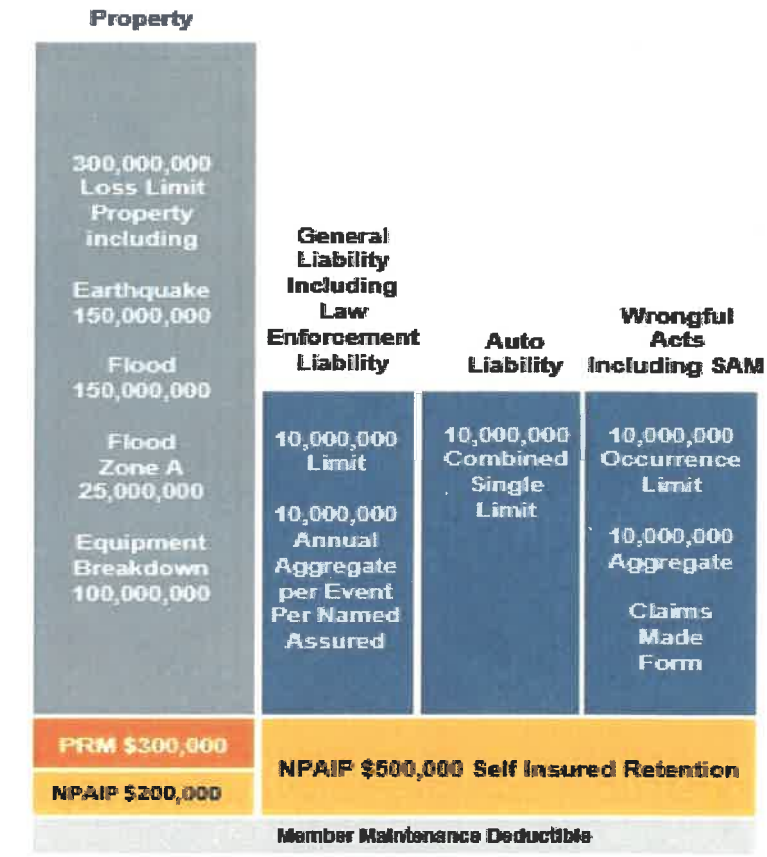 Property
300,000,000
Loss Limit
Property
including
Earthquake
150,000,000
Flood
150,000,000
Flood
Zone A
25,000,000
Equipment
Breakdown
100,000,000
General
Liability
Including
Law
Enforcement
Liability
10,000,000
Limit
10,000,000
Annual
Aggregate
per Event
Per Named
Assured
Auto
Liability
10,000,000
Combined
Single
Limit
Wrongful
Acts
Including SAM
10,000,000
Occurrence
Limit
10,000,000
Aggregate
Claims
Made
Form
PRM $300,000
NPAIP $200,000
NPAIP $500,000 Self Insured Retention
Member Maintenance Deductible